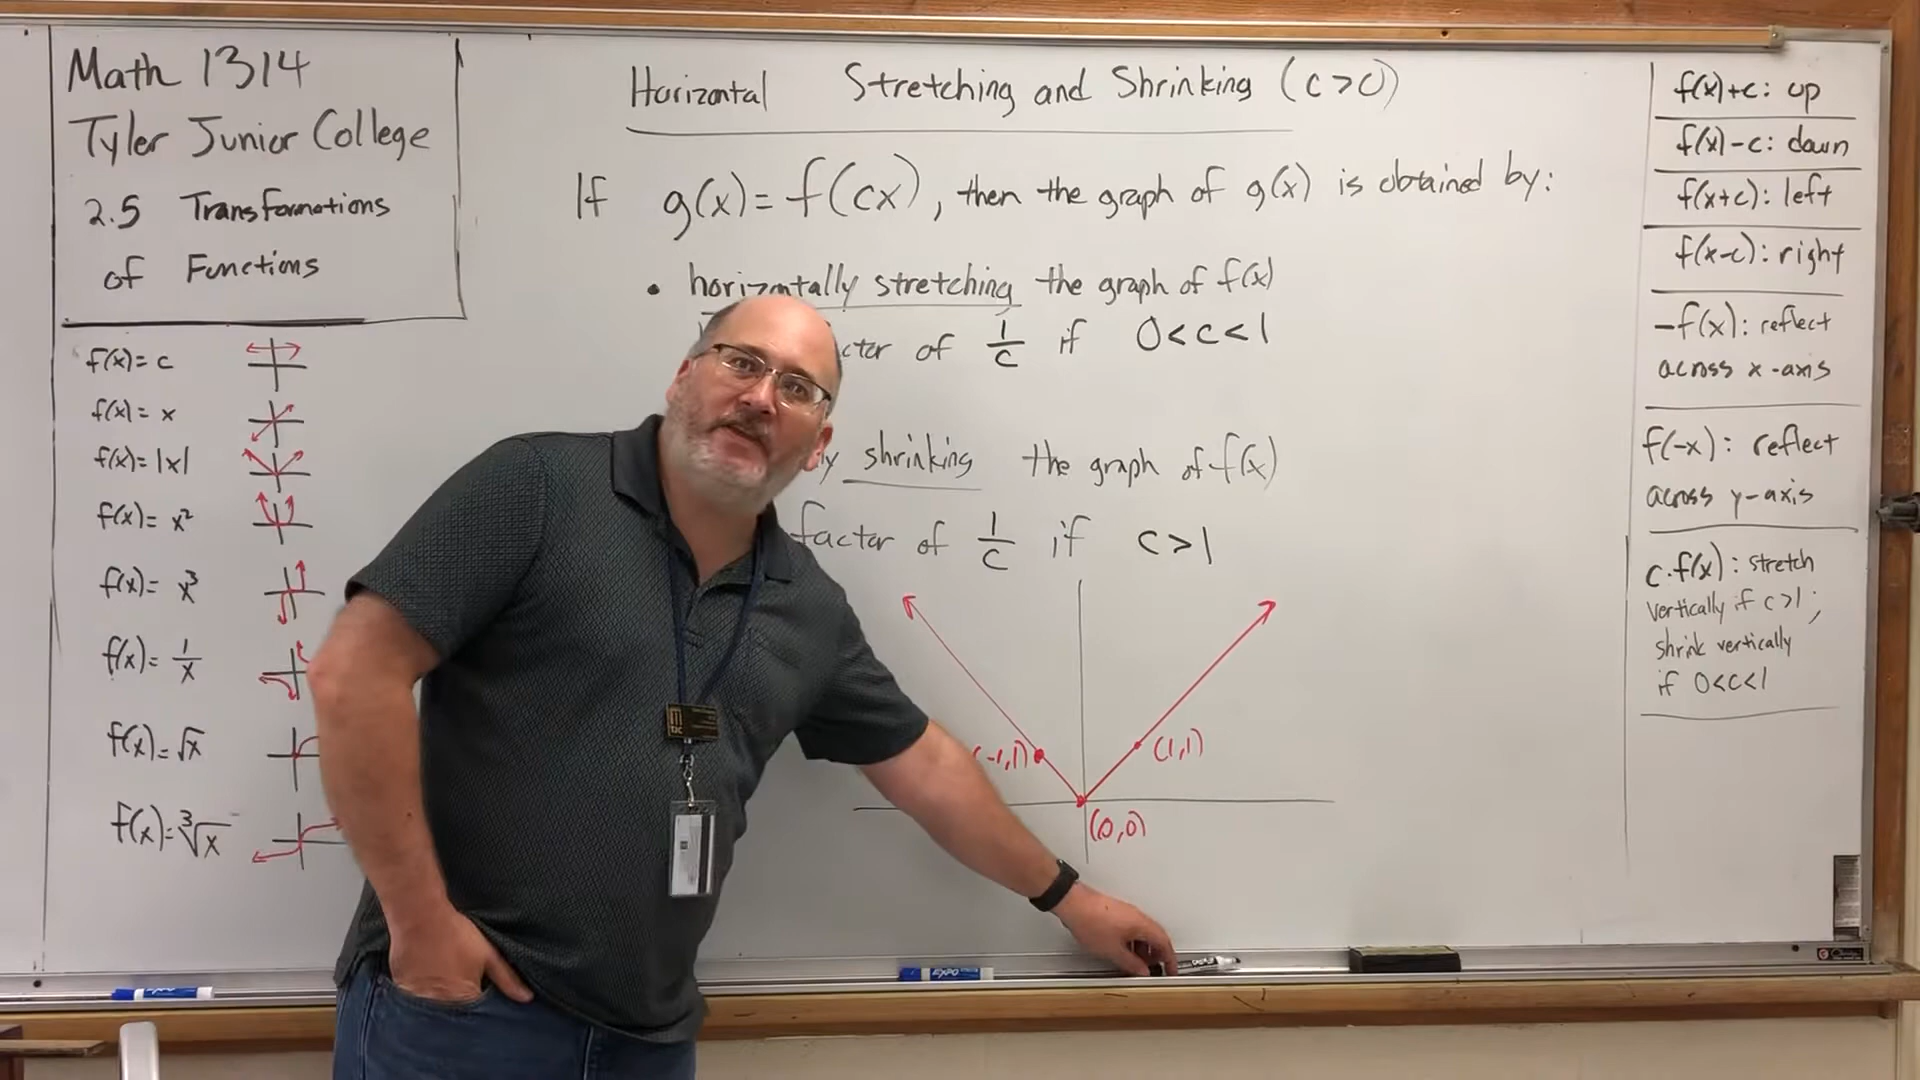 Math 1314
Tyler Junior College
2.5 Transformations
of Functions
f(x) = c
f(x) = x
f(x) = |x|
f(x) = x²
f(x) = x³
f(x) = 1/x
f(x) = √x
f(x) = ³√x
Horizontal Stretching and Shrinking (c>0)
If g(x) = f(cx), then the graph of g(x) is obtained by:
• horizontally stretching the graph of f(x)
factor of 1/c if 0<c<1
shrinking the graph of f(x)
factor of 1/c if c>1
(-1,1)
(1,1)
(0,0)
f(x)+c: up
f(x)-c: down
f(x+c): left
f(x-c): right
-f(x): reflect
across x-axis
f(-x): reflect
across y-axis
c·f(x): stretch
vertically if c>1;
shrink vertically
if 0<c<1
TJC
EXPO
EXPO